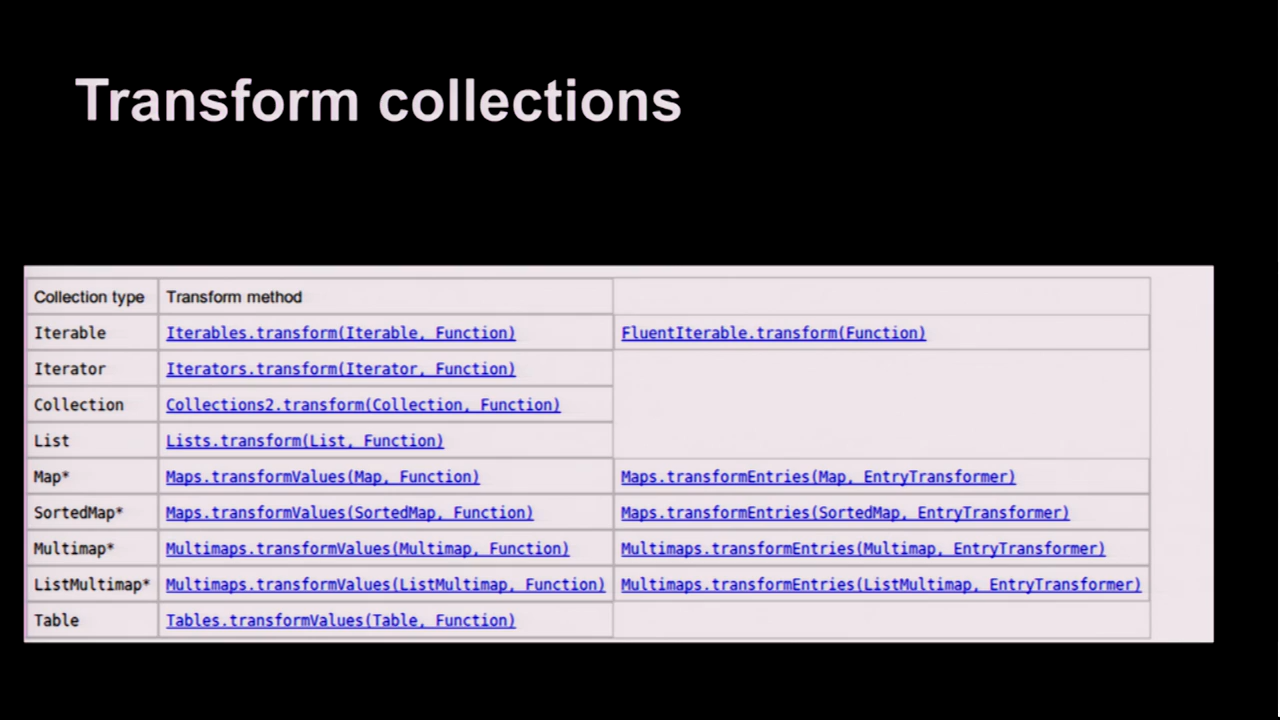 Transform collections
Collection type Transform method
Iterable Iterables.transform(Iterable, Function) FluentIterable.transform(Function)
Iterator Iterators.transform(Iterator, Function)
Collection Collections2.transform(Collection, Function)
List Lists.transform(List, Function)
Map* Maps.transformValues(Map, Function) Maps.transformEntries(Map, EntryTransformer)
SortedMap* Maps.transformValues(SortedMap, Function) Maps.transformEntries(SortedMap, EntryTransformer)
Multimap* Multimaps.transformValues(Multimap, Function) Multimaps.transformEntries(Multimap, EntryTransformer)
ListMultimap* Multimaps.transformValues(ListMultimap, Function) Multimaps.transformEntries(ListMultimap, EntryTransformer)
Table Tables.transformValues(Table, Function)